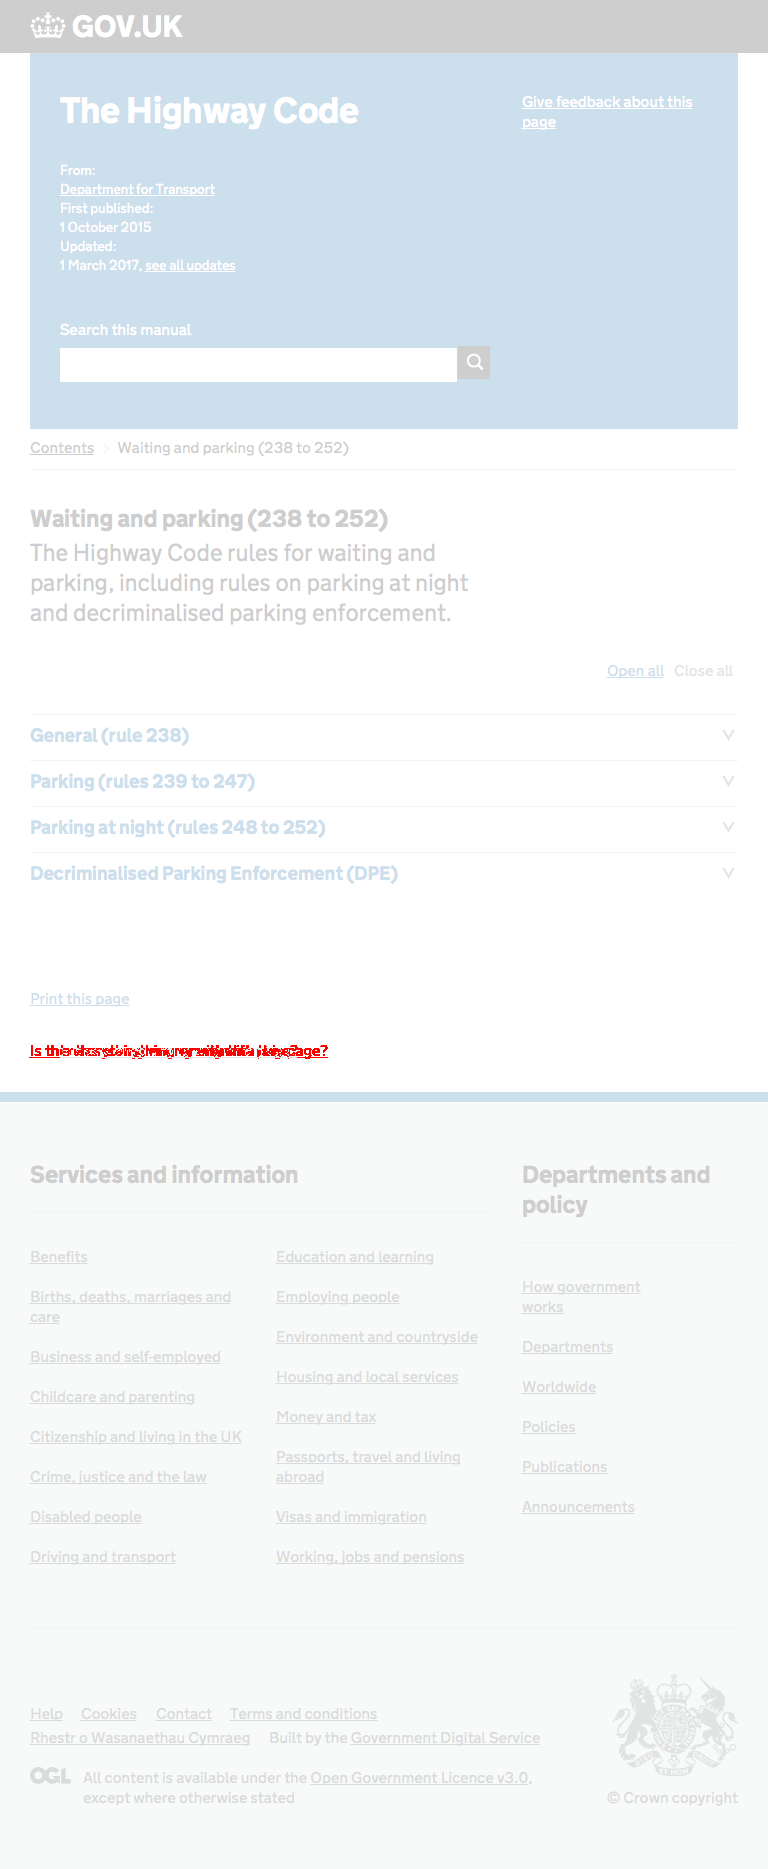 GOV.UK
The Highway Code
Give feedback about this
page
From:
Department for Transport
First published:
1 October 2015
Updated:
1 March 2017, see all updates
Search this manual
Contents Waiting and parking (238 to 252)
Waiting and parking (238 to 252)
The Highway Code rules for waiting and
parking, including rules on parking at night
and decriminalised parking enforcement.
Open all Close all
General (rule 238)
Parking (rules 239 to 247)
Parking at night (rules 248 to 252)
Decriminalised Parking Enforcement (DPE)
Print this page
Services and information
Departments and
policy
Benefits
Births, deaths, marriages and
care
Business and self-employed
Childcare and parenting
Citizenship and living in the UK
Crime, justice and the law
Disabled people
Driving and transport
Education and learning
Employing people
Environment and countryside
Housing and local services
Money and tax
Passports, travel and living
abroad
Visas and immigration
Working, jobs and pensions
How government
works
Departments
Worldwide
Policies
Publications
Announcements
Help Cookies Contact Terms and conditions
Rhestr o Wasanaethau Cymraeg Built by the Government Digital Service
OGL All content is available under the Open Government Licence v3.0,
except where otherwise stated
© Crown copyright